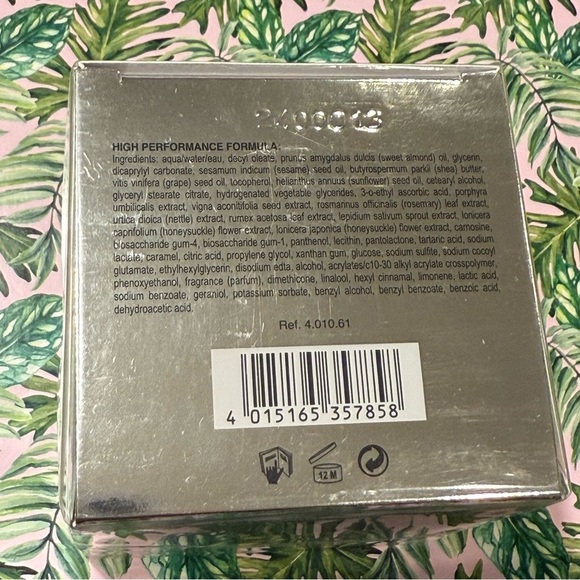 2400013
HIGH PERFORMANCE FORMULA:
Ingredients: aqua/water/eau, decyl oleate, prunus amygdalus dulcis (sweet almond) oil, glycerin,
dicaprylyl carbonate, sesamum indicum (sesame) seed oil, butyrospermum parkii (shea) butter,
vitis vinifera (grape) seed oil, tocopherol, helianthus annuus (sunflower) seed oil, cetearyl alcohol,
glyceryl stearate citrate, hydrogenated vegetable glycerides, 3-o-ethyl ascorbic acid, porphyra
umbilicalis extract, vigna aconitifolia seed extract, rosmarinus officinalis (rosemary) leaf extract,
urtica dioica (nettle) extract, rumex acetosa leaf extract, lepidium sativum sprout extract, lonicera
caprifolium (honeysuckle) flower extract, lonicera japonica (honeysuckle) flower extract, carnosine,
biosaccharide gum-4, biosaccharide gum-1, panthenol, lecithin, pantolactone, tartaric acid, sodium
lactate, caramel, citric acid, propylene glycol, xanthan gum, glucose, sodium sulfite, sodium cocoyl
glutamate, ethylhexylglycerin, disodium edta, alcohol, acrylates/c10-30 alkyl acrylate crosspolymer,
phenoxyethanol, fragrance (parfum), dimethicone, linalool, hexyl cinnamal, limonene, lactic acid,
sodium benzoate, geraniol, potassium sorbate, benzyl alcohol, benzyl benzoate, benzoic acid,
dehydroacetic acid.
Ref. 4.010.61
4 015165 357858
12 M